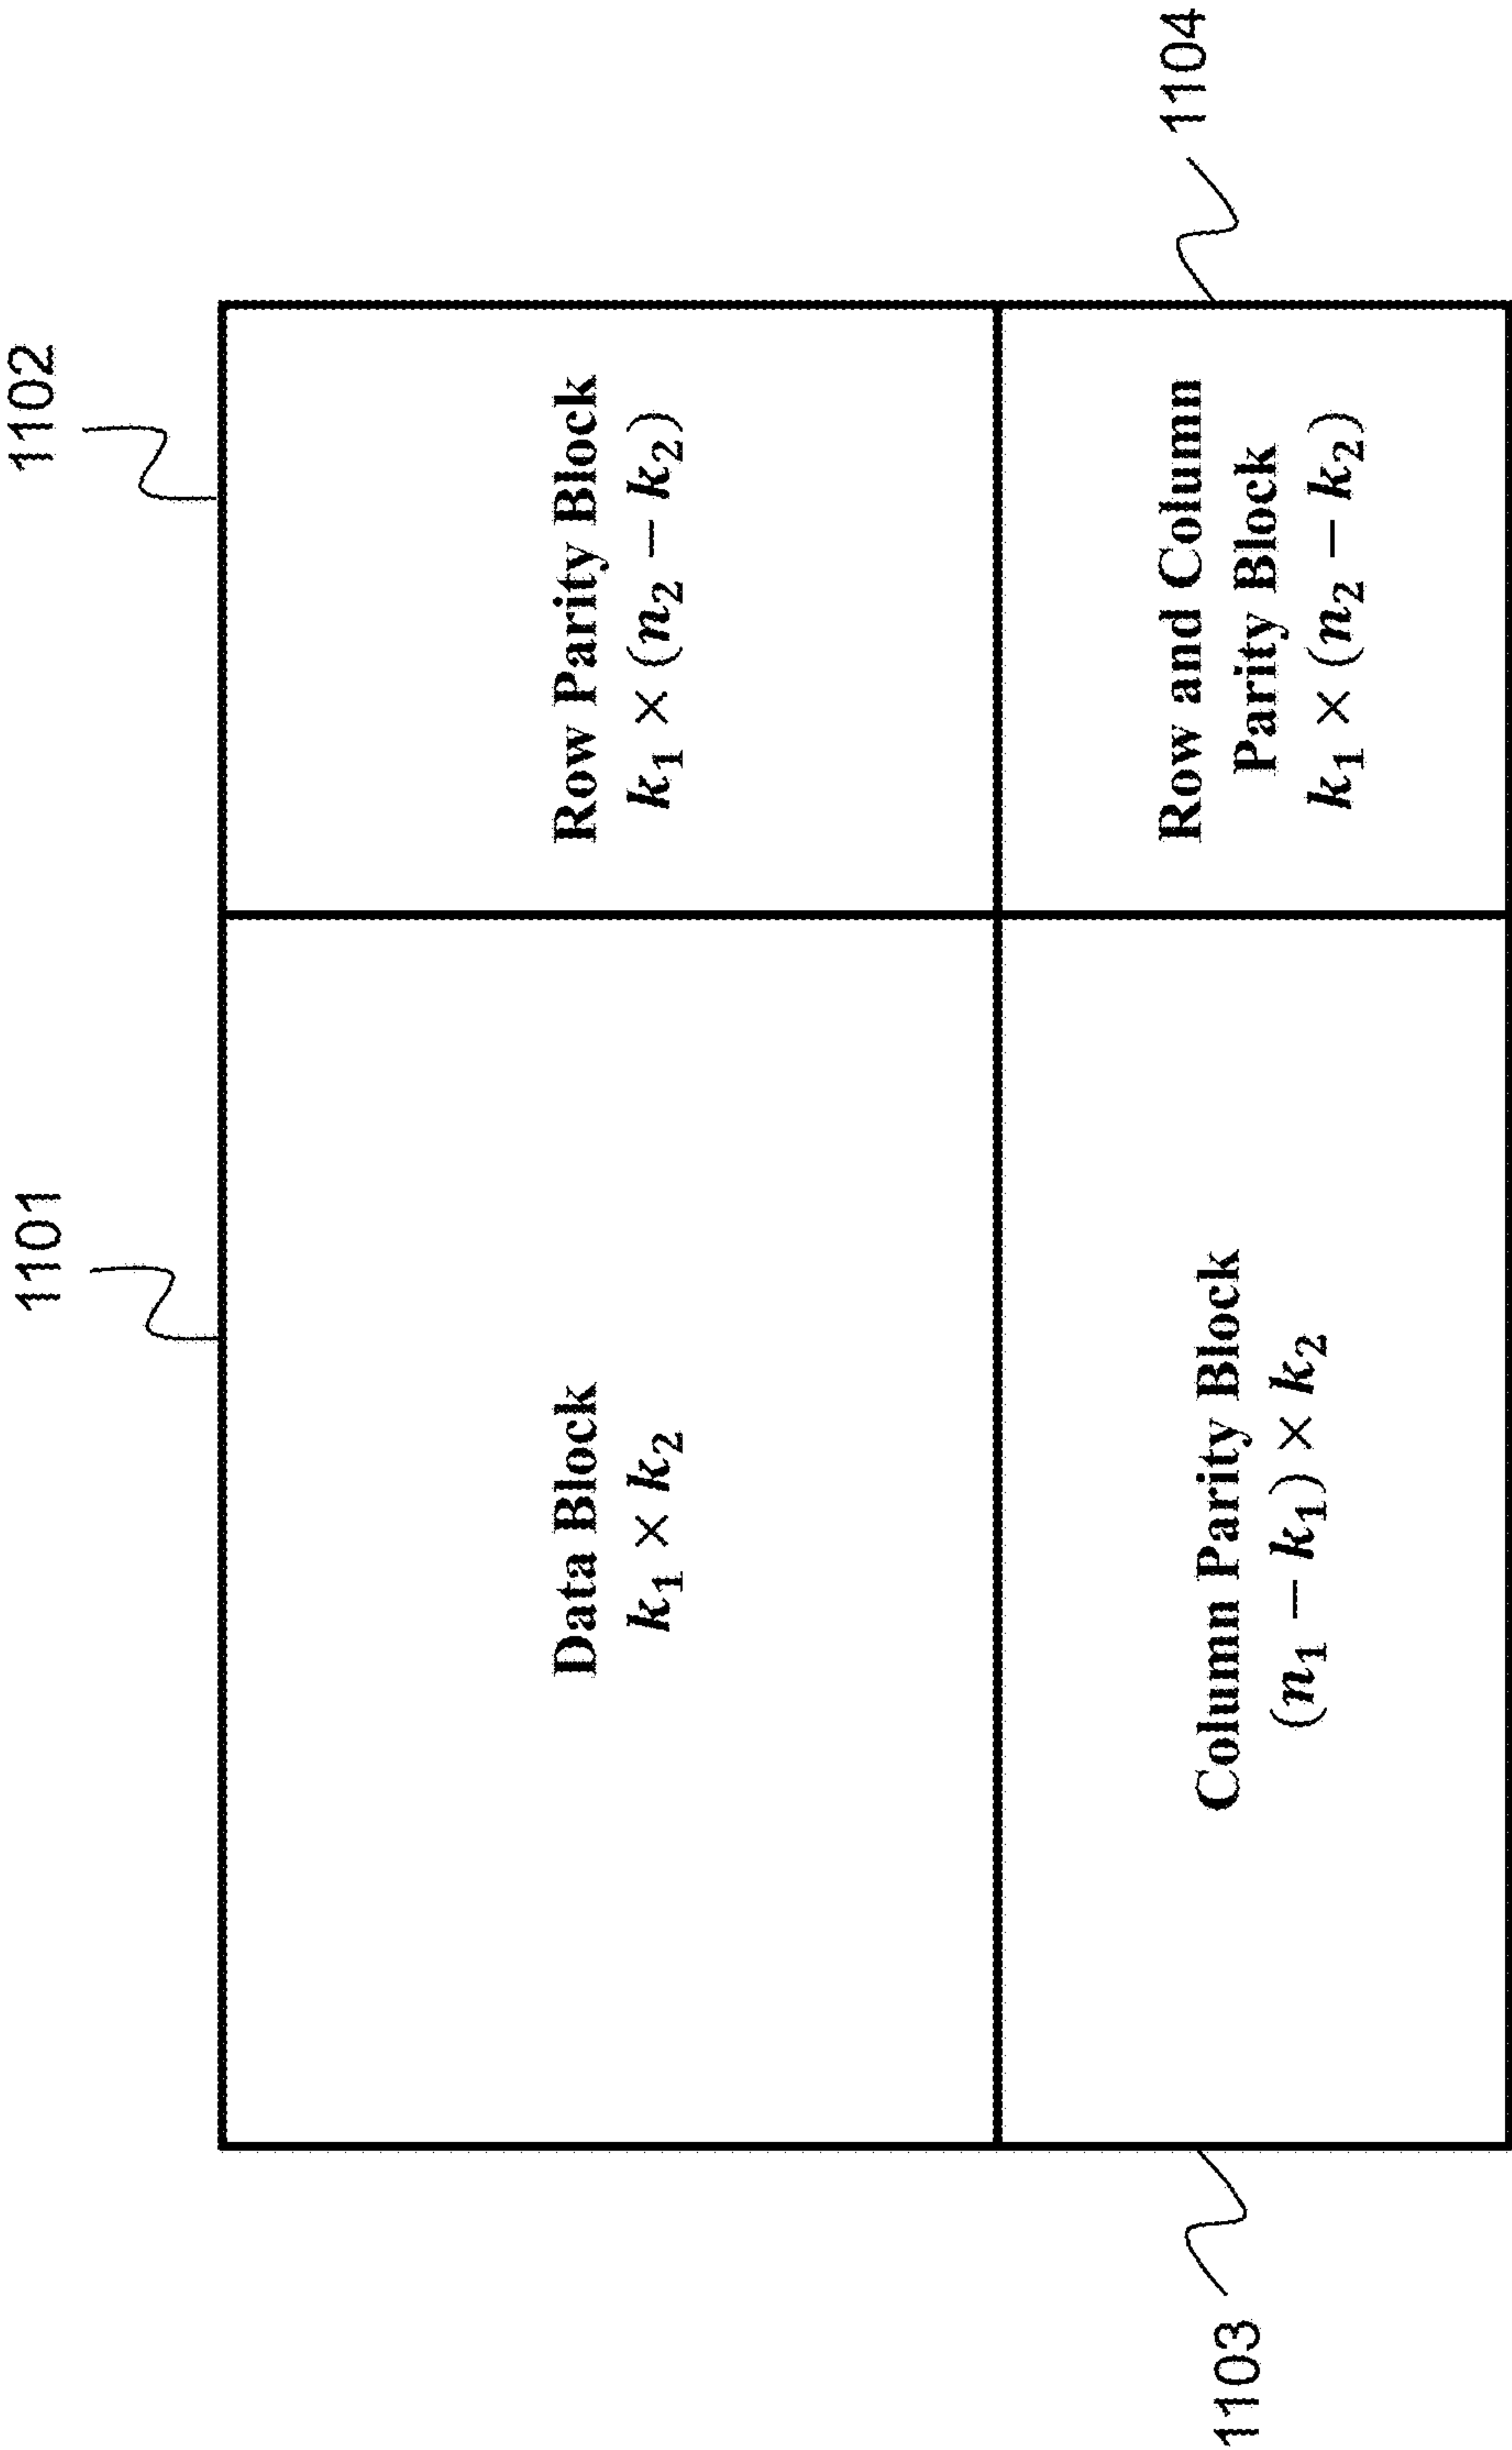 1101
1102
Data Block
k₁ × k₂
Row Parity Block
k₁ × (n₂ − k₂)
Column Parity Block
(n₁ − k₁) × k₂
Row and Column
Parity Block
k₁ × (n₂ − k₂)
1103
1104